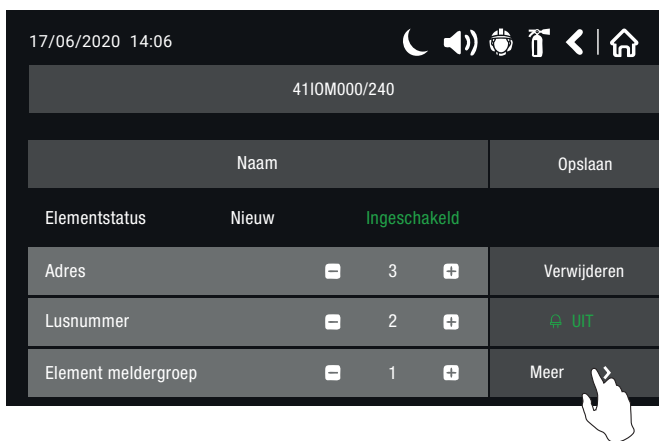 17/06/2020 14:06
41IOM000/240
Naam
Opslaan
Elementstatus Nieuw Ingeschakeld
Adres 3 Verwijderen
Lusnummer 2 UIT
Element meldergroep 1 Meer